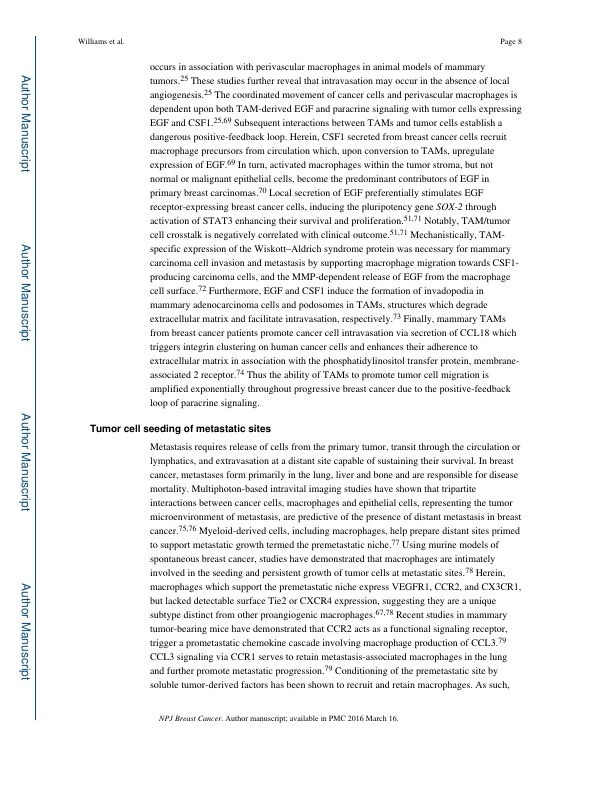 Williams et al.
Page 8
occurs in association with perivascular macrophages in animal models of mammary
tumors.25 These studies further reveal that intravasation may occur in the absence of local
angiogenesis.25 The coordinated movement of cancer cells and perivascular macrophages is
dependent upon both TAM-derived EGF and paracrine signaling with tumor cells expressing
EGF and CSF1.25,69 Subsequent interactions between TAMs and tumor cells establish a
dangerous positive-feedback loop. Herein, CSF1 secreted from breast cancer cells recruit
macrophage precursors from circulation which, upon conversion to TAMs, upregulate
expression of EGF.69 In turn, activated macrophages within the tumor stroma, but not
normal or malignant epithelial cells, become the predominant contributors of EGF in
primary breast carcinomas.70 Local secretion of EGF preferentially stimulates EGF
receptor-expressing breast cancer cells, inducing the pluripotency gene SOX-2 through
activation of STAT3 enhancing their survival and proliferation.51,71 Notably, TAM/tumor
cell crosstalk is negatively correlated with clinical outcome.51,71 Mechanistically, TAM-
specific expression of the Wiskott–Aldrich syndrome protein was necessary for mammary
carcinoma cell invasion and metastasis by supporting macrophage migration towards CSF1-
producing carcinoma cells, and the MMP-dependent release of EGF from the macrophage
cell surface.72 Furthermore, EGF and CSF1 induce the formation of invadopodia in
mammary adenocarcinoma cells and podosomes in TAMs, structures which degrade
extracellular matrix and facilitate intravasation, respectively.73 Finally, mammary TAMs
from breast cancer patients promote cancer cell intravasation via secretion of CCL18 which
triggers integrin clustering on human cancer cells and enhances their adherence to
extracellular matrix in association with the phosphatidylinositol transfer protein, membrane-
associated 2 receptor.74 Thus the ability of TAMs to promote tumor cell migration is
amplified exponentially throughout progressive breast cancer due to the positive-feedback
loop of paracrine signaling.
Tumor cell seeding of metastatic sites
Metastasis requires release of cells from the primary tumor, transit through the circulation or
lymphatics, and extravasation at a distant site capable of sustaining their survival. In breast
cancer, metastases form primarily in the lung, liver and bone and are responsible for disease
mortality. Multiphoton-based intravital imaging studies have shown that tripartite
interactions between cancer cells, macrophages and epithelial cells, representing the tumor
microenvironment of metastasis, are predictive of the presence of distant metastasis in breast
cancer.75,76 Myeloid-derived cells, including macrophages, help prepare distant sites primed
to support metastatic growth termed the premetastatic niche.77 Using murine models of
spontaneous breast cancer, studies have demonstrated that macrophages are intimately
involved in the seeding and persistent growth of tumor cells at metastatic sites.78 Herein,
macrophages which support the premetastatic niche express VEGFR1, CCR2, and CX3CR1,
but lacked detectable surface Tie2 or CXCR4 expression, suggesting they are a unique
subtype distinct from other proangiogenic macrophages.67,78 Recent studies in mammary
tumor-bearing mice have demonstrated that CCR2 acts as a functional signaling receptor,
trigger a prometastatic chemokine cascade involving macrophage production of CCL3.79
CCL3 signaling via CCR1 serves to retain metastasis-associated macrophages in the lung
and further promote metastatic progression.79 Conditioning of the premetastatic site by
soluble tumor-derived factors has been shown to recruit and retain macrophages. As such,
NPJ Breast Cancer. Author manuscript; available in PMC 2016 March 16.
Author Manuscript
Author Manuscript
Author Manuscript
Author Manuscript